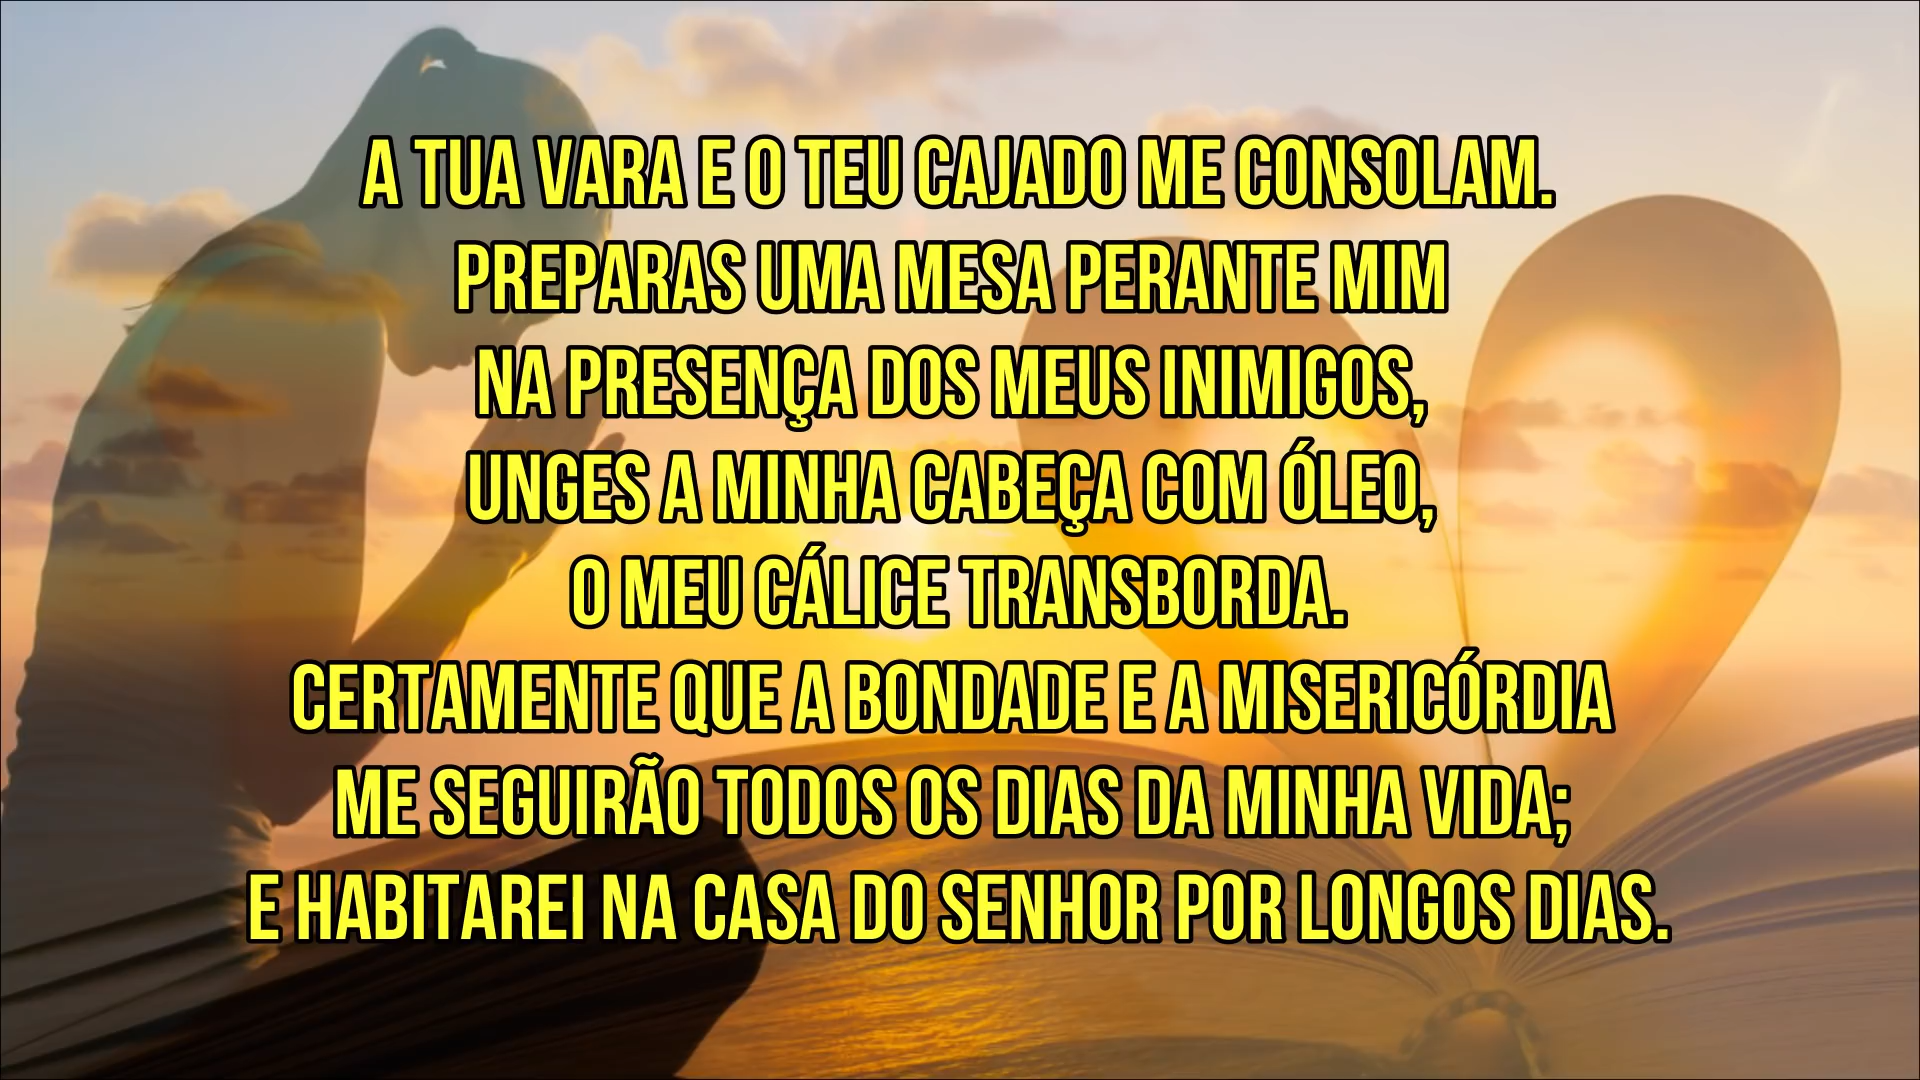 A TUA VARA E O TEU CAJADO ME CONSOLAM.
PREPARAS UMA MESA PERANTE MIM
NA PRESENÇA DOS MEUS INIMIGOS,
UNGES A MINHA CABEÇA COM ÓLEO,
O MEU CÁLICE TRANSBORDA.
CERTAMENTE QUE A BONDADE E A MISERICÓRDIA
ME SEGUIRÃO TODOS OS DIAS DA MINHA VIDA;
E HABITAREI NA CASA DO SENHOR POR LONGOS DIAS.